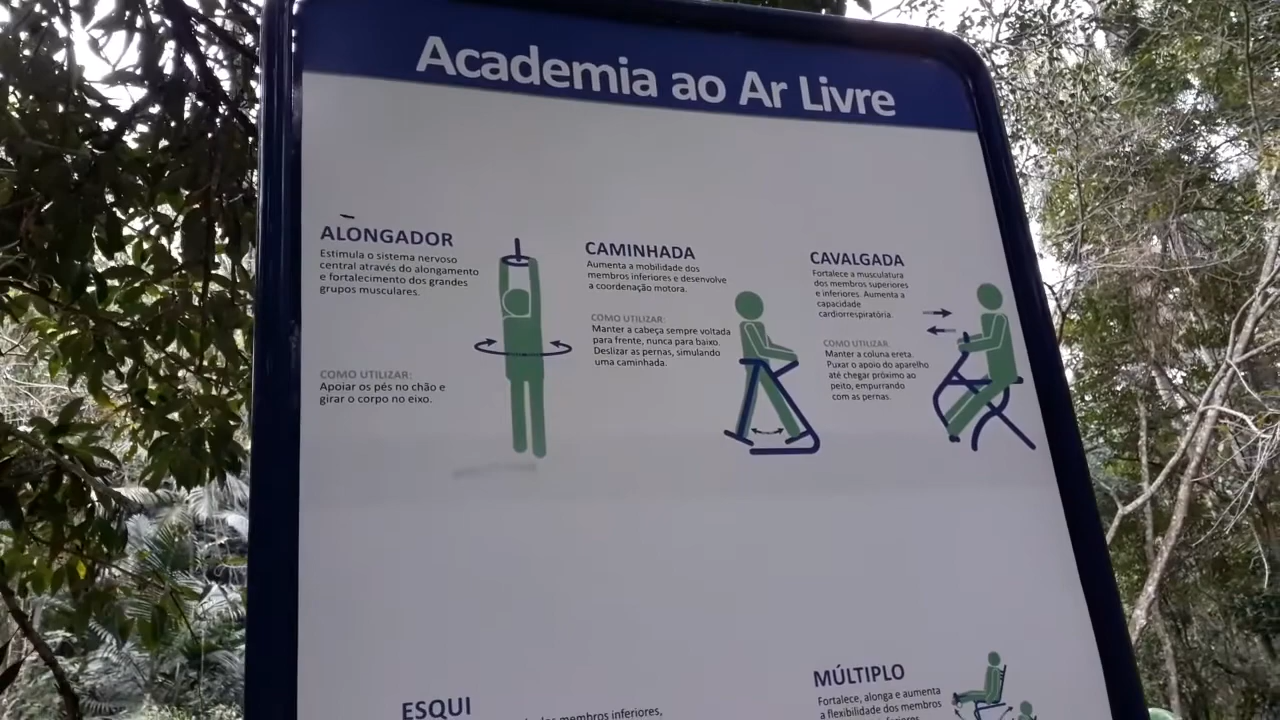 Academia ao Ar Livre
ALONGADOR
Estimula o sistema nervoso
central através do alongamento
e fortalecimento dos grandes
grupos musculares.
COMO UTILIZAR:
Apoiar os pés no chão e
girar o corpo no eixo.
CAMINHADA
Aumenta a mobilidade dos
membros inferiores e desenvolve
a coordenação motora.
COMO UTILIZAR:
Manter a cabeça sempre voltada
para frente, nunca para baixo.
Deslizar as pernas, simulando
uma caminhada.
CAVALGADA
Fortalece a musculatura
dos membros superiores
e inferiores. Aumenta a
capacidade
cardiorrespiratória.
COMO UTILIZAR:
Manter a coluna ereta.
Puxar o apoio do aparelho
até chegar próximo ao
peito, empurrando
com as pernas.
ESQUI
membros inferiores,
MÚLTIPLO
Fortalece, alonga e aumenta
a flexibilidade dos membros